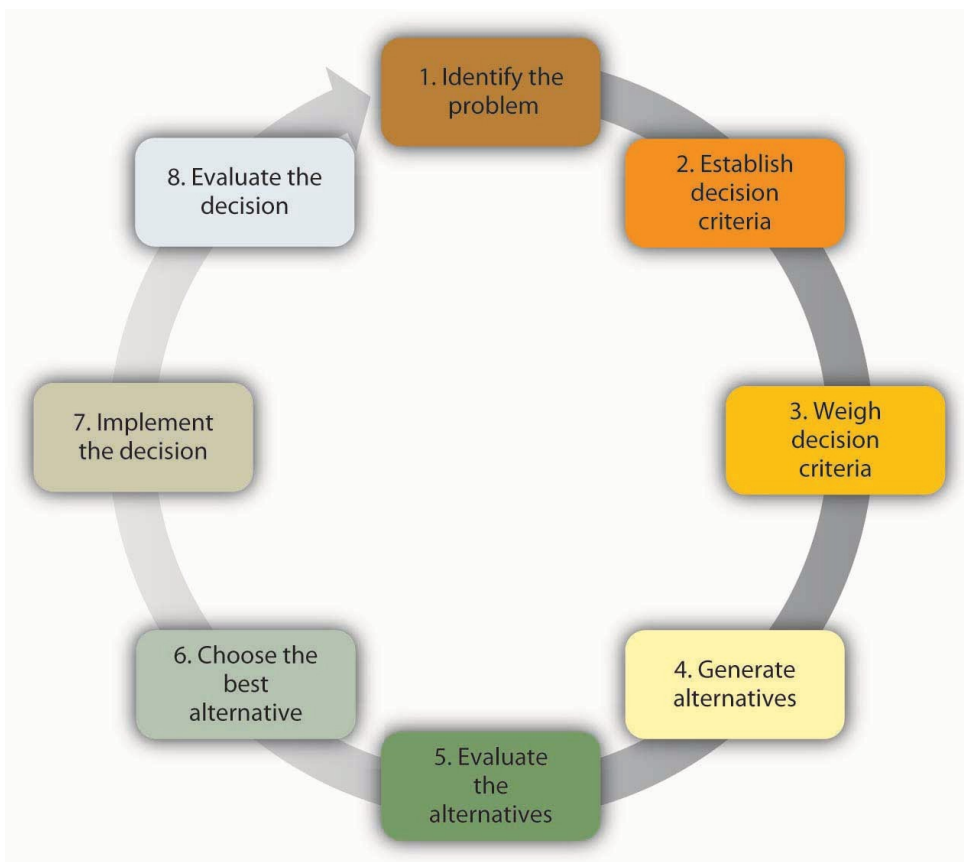 1. Identify the
problem
2. Establish
decision
criteria
3. Weigh
decision
criteria
4. Generate
alternatives
5. Evaluate
the
alternatives
6. Choose the
best
alternative
7. Implement
the decision
8. Evaluate the
decision